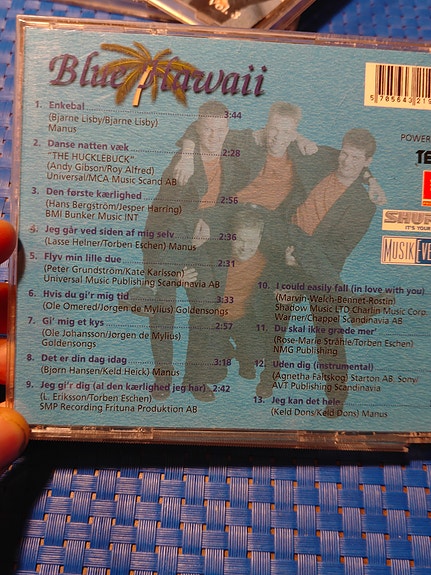 Blue Hawaii
1. Enkebal 3:44
(Bjarne Lisby/Bjarne Lisby)
Manus
2. Danse natten væk 2:28
"THE HUCKLEBUCK"
(Andy Gibson/Roy Alfred)
Universal/MCA Music Scand AB
3. Den første kærlighed 2:56
(Hans Bergström/Jesper Harring)
BMI Bunker Music INT
4. Jeg går ved siden af mig selv 2:36
(Lasse Helner/Torben Eschen) Manus
5. Flyv min lille due 2:31
(Peter Grundström/Kate Karlsson)
Universal Music Publishing Scandinavia AB
6. Hvis du gi'r mig tid 3:33
(Ole Omered/Jørgen de Mylius) Goldensongs
7. Gi' mig et kys 2:57
(Ole Johansson/Jørgen de Mylius)
Goldensongs
8. Det er din dag idag 3:18
(Bjørn Hansen/Keld Heick) Manus
9. Jeg gi'r dig (al den kærlighed jeg har) 2:42
(L. Eriksson/Torben Eschen)
SMP Recording Frituna Produktion AB
10. I could easily fall (in love with you)
(Marvin-Welch-Bennet-Rostin)
Shadow Music LTD Charlin Music Corp
Warner/Chappel Scandinavia AB
11. Du skal ikke græde mer'
(Rose-Marie Stråhle/Torben Eschen)
NMG Publishing
12. Uden dig (instrumental)
(Agnetha Fältskog) Starton AB. Sony/
AVT Publishing Scandinavia
13. Jeg kan det hele
(Keld Dons/Keld Dons) Manus
5 705643 219
POWER
TE
SHUR
IT'S YOUR
MUSIK